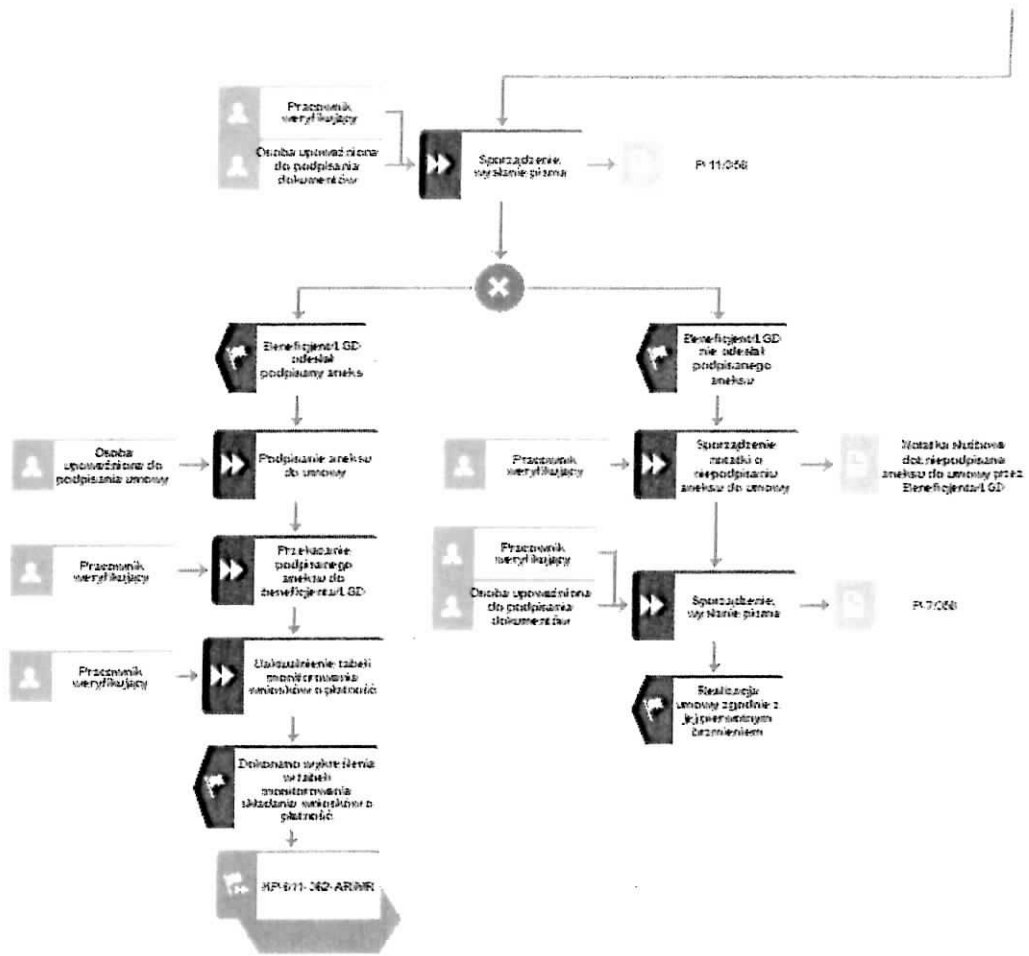 Pracownik
weryfikujący
Osoba upoważniona
do podpisania
dokumentów
Sporządzenie,
wysłanie pisma
P-11/358
Beneficjent/LGD
odesłał
podpisany aneks
Beneficjent/LGD
nie odesłał
podpisanego
aneksu
Osoba
upoważniona do
podpisania umowy
Podpisanie aneksu
do umowy
Pracownik
weryfikujący
Sporządzenie
notatki o
niepodpisaniu
aneksu do umowy
Notatka służbowa
dot. niepodpisania
aneksu do umowy przez
Beneficjenta/LGD
Pracownik
weryfikujący
Przekazanie
podpisanego
aneksu do
beneficjenta/LGD
Pracownik
weryfikujący
Osoba upoważniona
do podpisania
dokumentów
Sporządzenie,
wysłanie pisma
P-7/358
Pracownik
weryfikujący
Uaktualnienie tabeli
monitorowania
wniosków o płatność
Realizacja
umowy zgodnie z
jej pierwotnym
brzmieniem
Dokonano wykreślenia
w tabeli
monitorowania
składania wniosków o
płatność